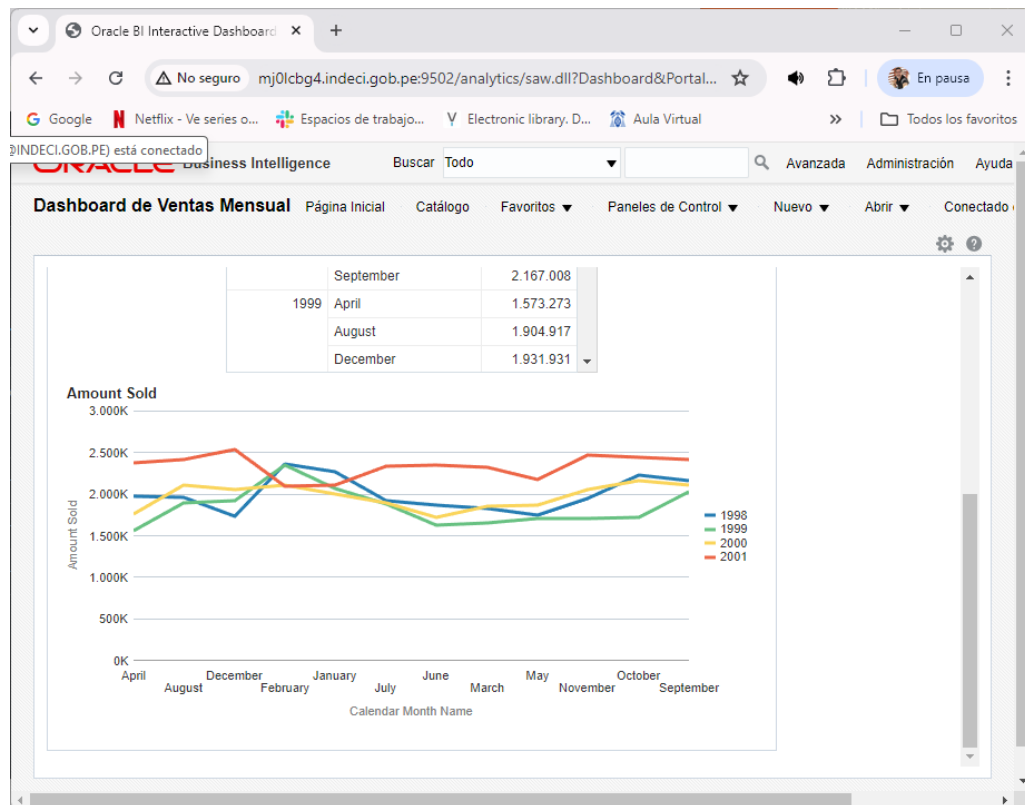 Oracle BI Interactive Dashboard
No seguro mj0lcbg4.indeci.gob.pe:9502/analytics/saw.dll?Dashboard&Portal... En pausa
Google N Netflix - Ve series o... Espacios de trabajo... Y Electronic library. D... Aula Virtual » Todos los favoritos
@INDECI.GOB.PE) está conectado
ORACLE Business Intelligence Buscar Todo Avanzada Administración Ayuda
Dashboard de Ventas Mensual Página Inicial Catálogo Favoritos Paneles de Control Nuevo Abrir Conectado
September 2.167.008
1999 April 1.573.273
August 1.904.917
December 1.931.931
Amount Sold
3.000K
2.500K
2.000K
1.500K
1.000K
500K
0K
Amount Sold
1998
1999
2000
2001
April August December February January July June March May November October September
Calendar Month Name